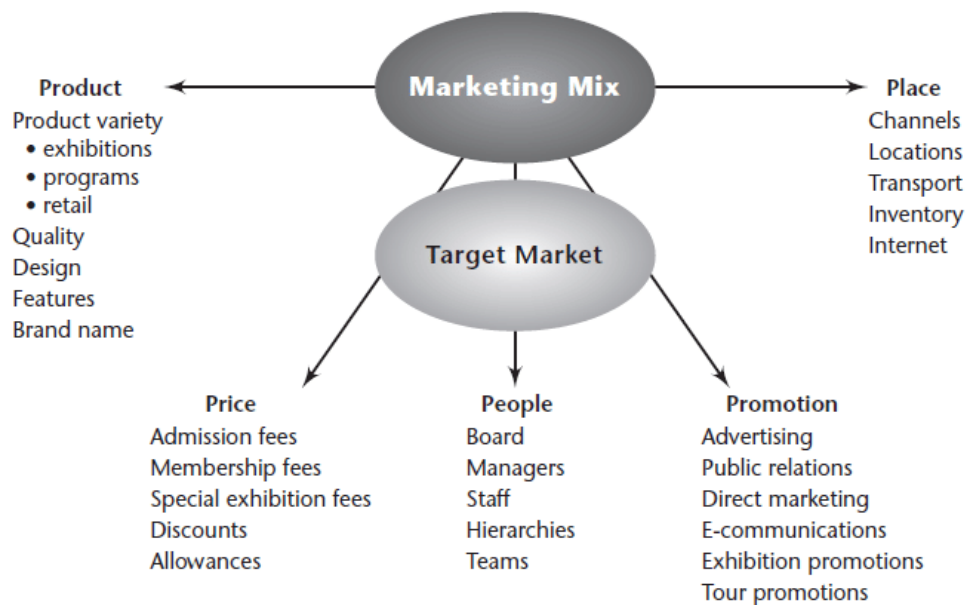 Marketing Mix
Target Market
Product
Product variety
• exhibitions
• programs
• retail
Quality
Design
Features
Brand name
Place
Channels
Locations
Transport
Inventory
Internet
Price
Admission fees
Membership fees
Special exhibition fees
Discounts
Allowances
People
Board
Managers
Staff
Hierarchies
Teams
Promotion
Advertising
Public relations
Direct marketing
E-communications
Exhibition promotions
Tour promotions